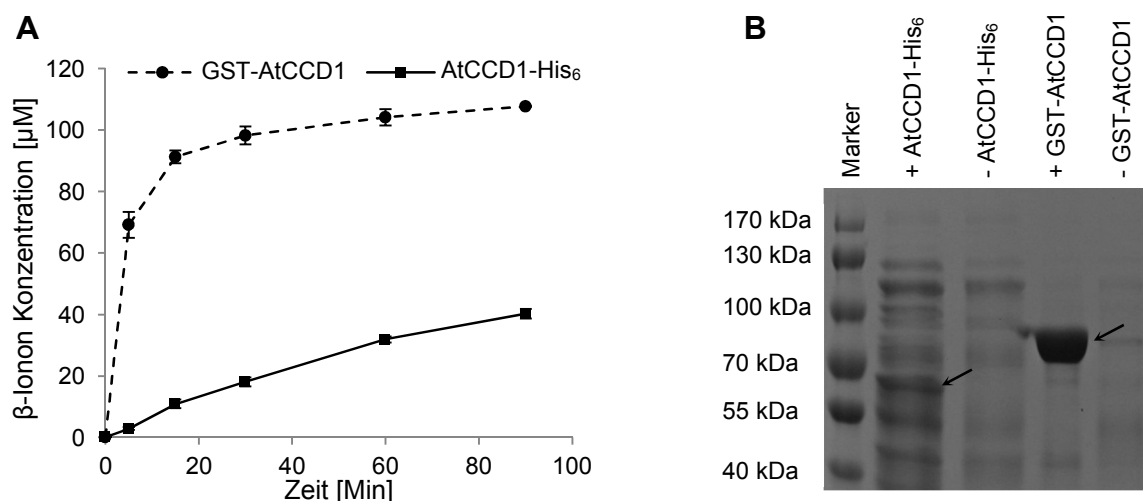 A
GST-AtCCD1
AtCCD1-His₆
β-Ionon Konzentration [µM]
120
100
80
60
40
20
0
0 20 40 60 80 100
Zeit [Min]
B
Marker
+ AtCCD1-His₆
- AtCCD1-His₆
+ GST-AtCCD1
- GST-AtCCD1
170 kDa
130 kDa
100 kDa
70 kDa
55 kDa
40 kDa